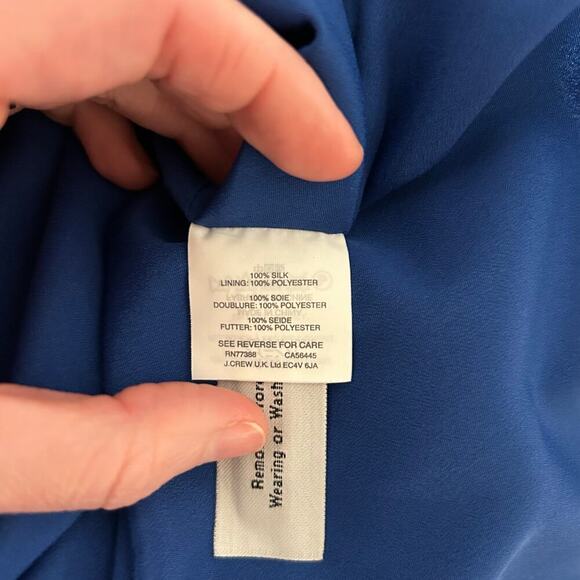 100% SILK
LINING: 100% POLYESTER
100% SOIE
DOUBLURE: 100% POLYESTER
100% SEIDE
FUTTER: 100% POLYESTER
SEE REVERSE FOR CARE
RN77388 CA56445
J.CREW U.K. Ltd EC4V 6JA
Wearing or Wash